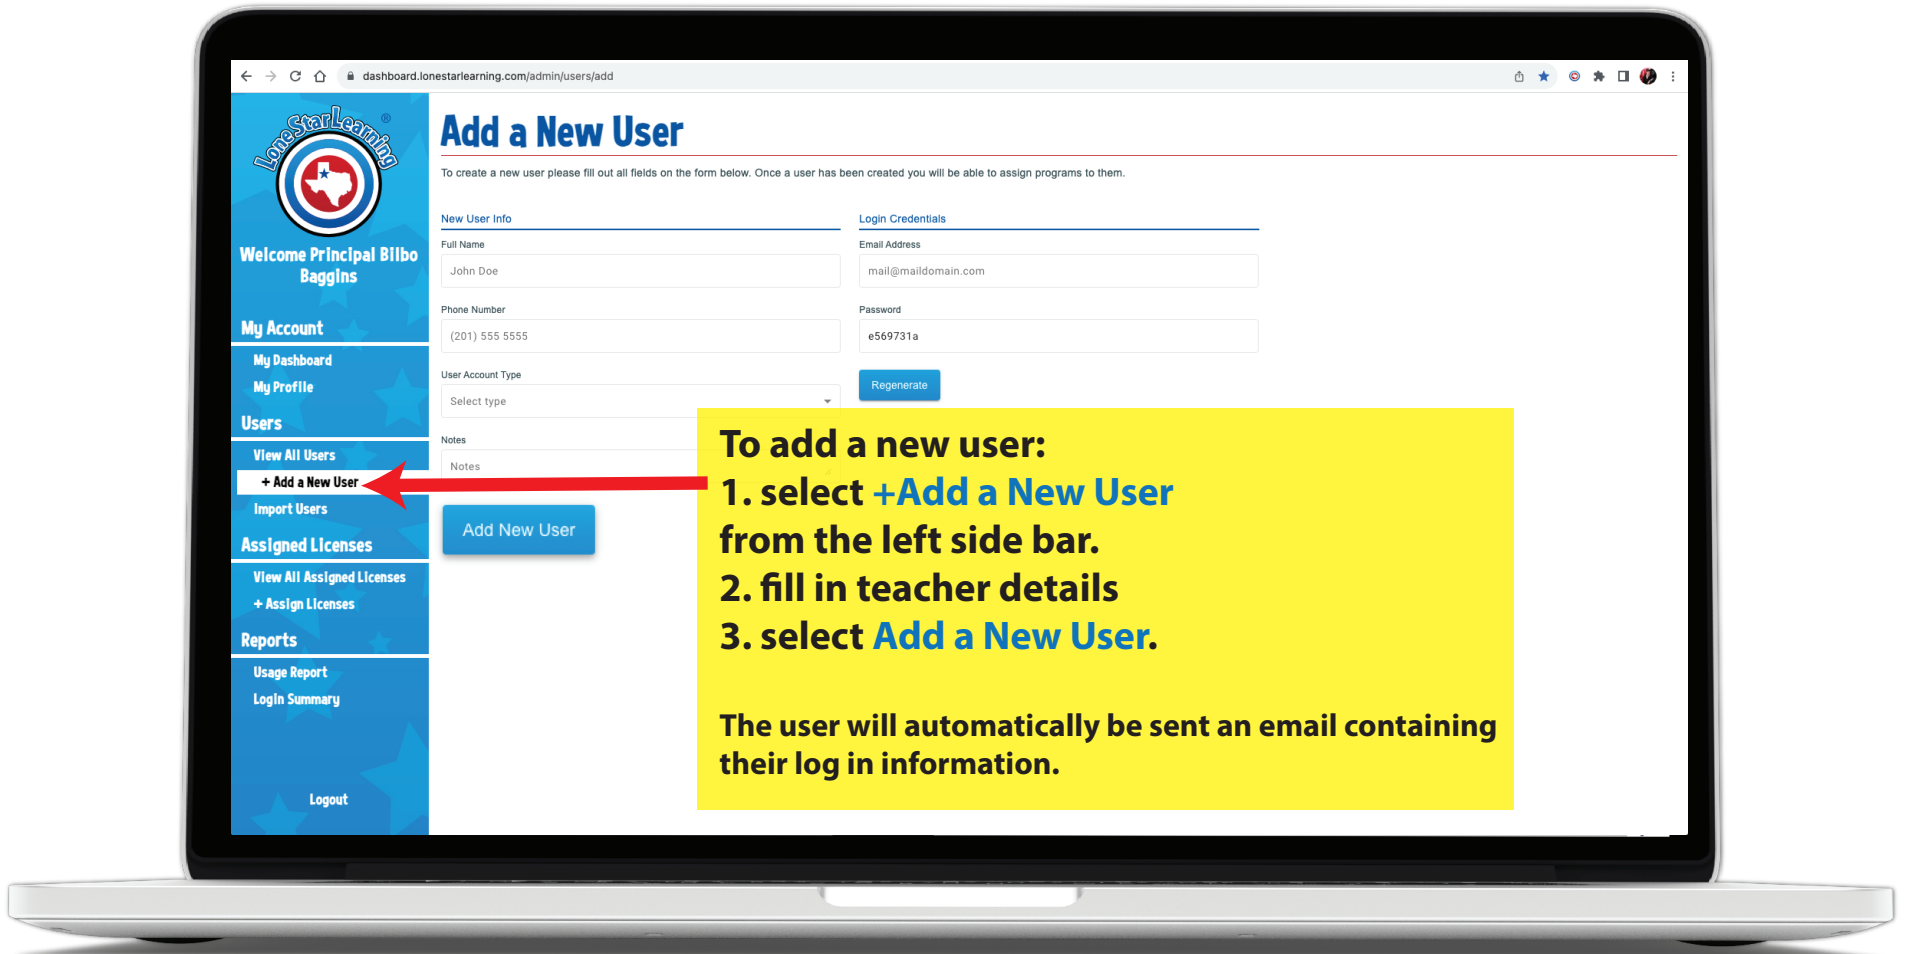 dashboard.lonestarlearning.com/admin/users/add
LoneStarLearning ®
Welcome Principal Bilbo
Baggins
My Account
My Dashboard
My Profile
Users
View All Users
+ Add a New User
Import Users
Assigned Licenses
View All Assigned Licenses
+ Assign Licenses
Reports
Usage Report
Login Summary
Logout
Add a New User
To create a new user please fill out all fields on the form below. Once a user has been created you will be able to assign programs to them.
New User Info
Full Name
John Doe
Phone Number
(201) 555 5555
User Account Type
Select type
Notes
Notes
Add New User
Login Credentials
Email Address
mail@maildomain.com
Password
e569731a
Regenerate
To add a new user:
1. select +Add a New User
from the left side bar.
2. fill in teacher details
3. select Add a New User.
The user will automatically be sent an email containing
their log in information.